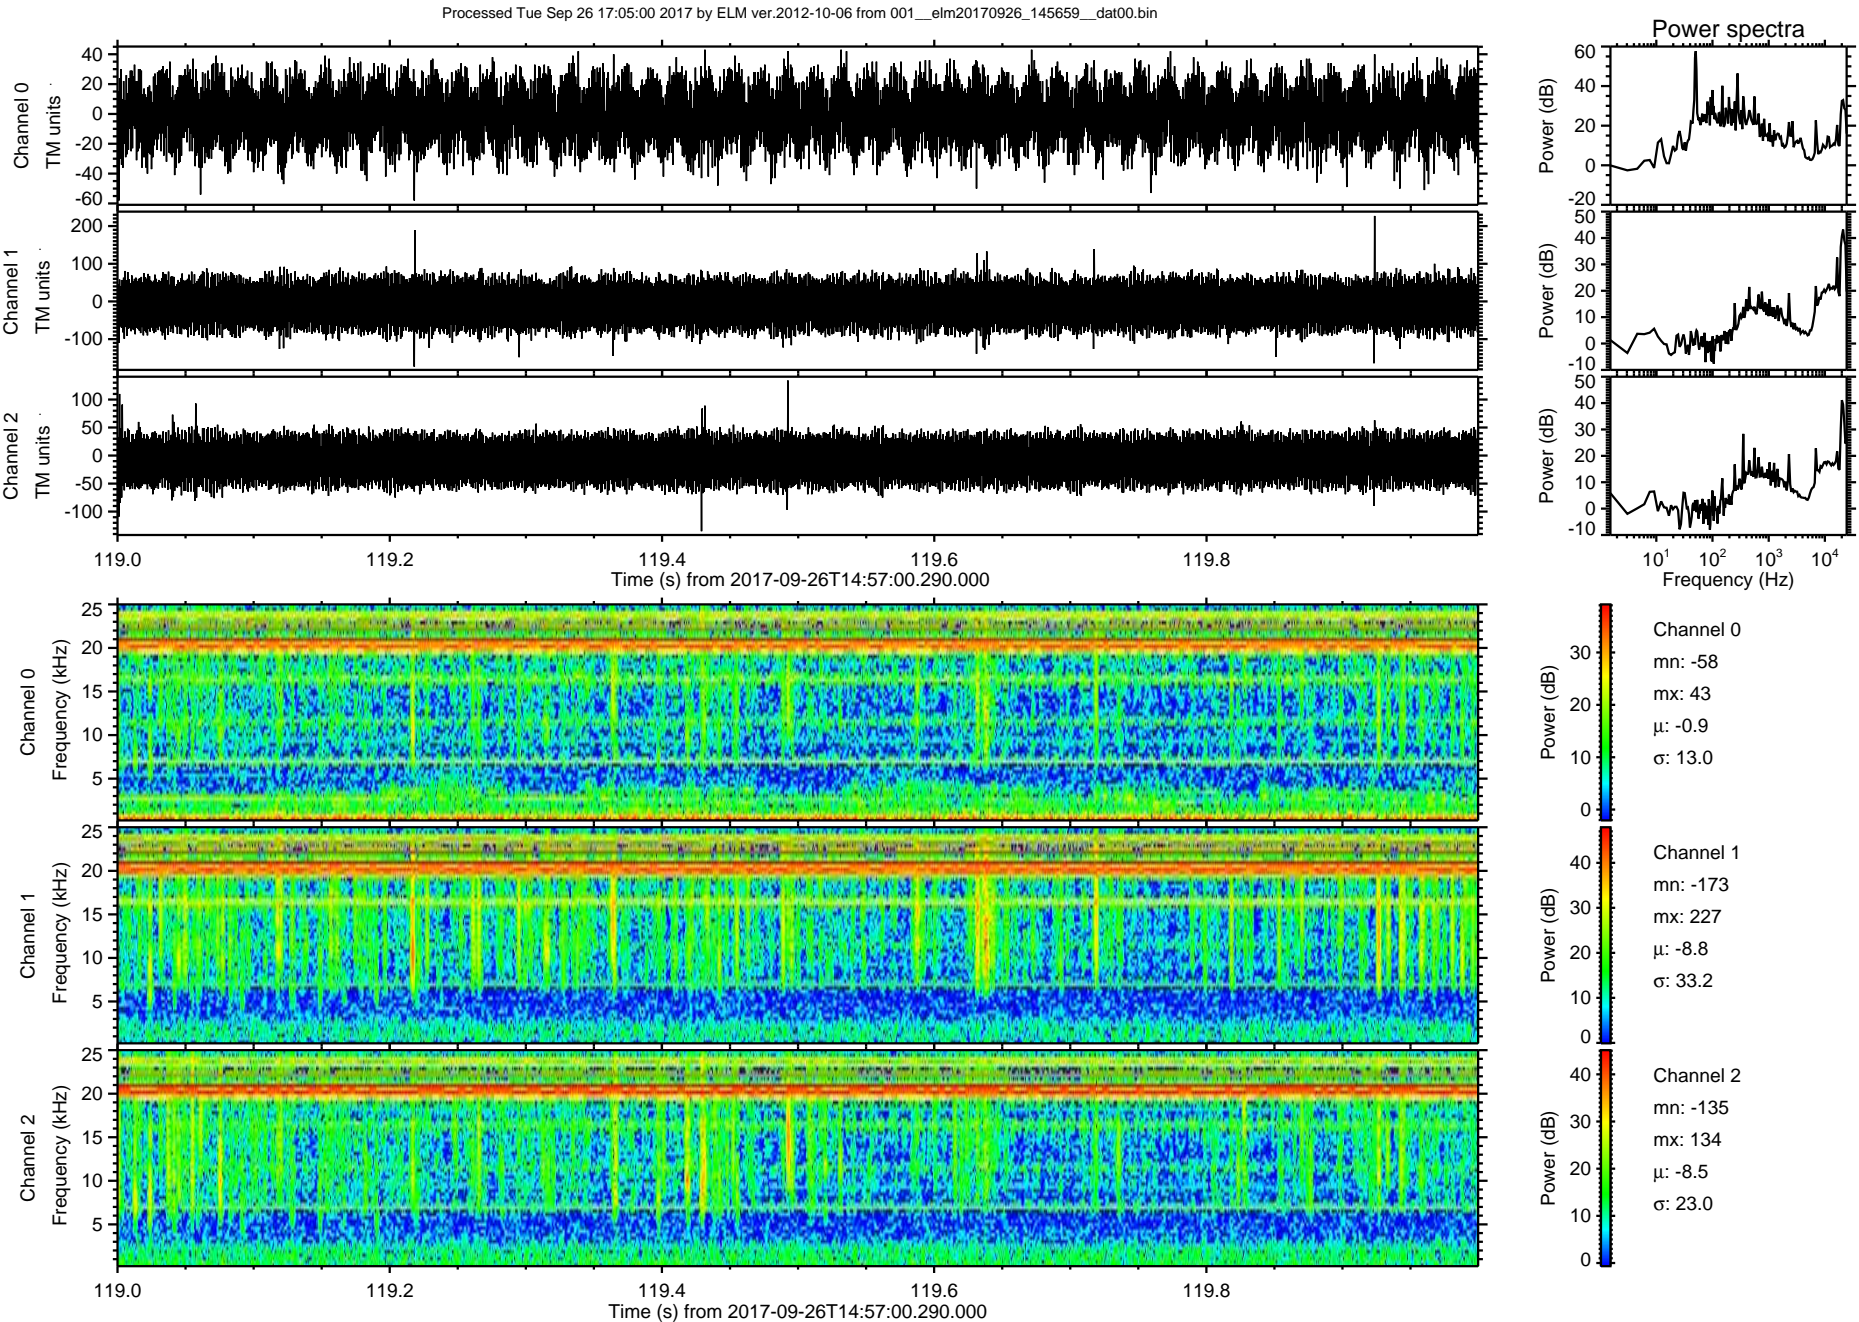 Processed Tue Sep 26 17:05:00 2017 by ELM ver.2012-10-06 from 001__elm20170926_145659__dat00.bin
Power spectra
Channel 0
TM units
40
20
0
-20
-40
-60
Power (dB)
60
40
20
0
-20
Channel 1
TM units
200
100
0
-100
Power (dB)
50
40
30
20
10
0
-10
Channel 2
TM units
100
50
0
-50
-100
Power (dB)
50
40
30
20
10
0
-10
119.0 119.2 119.4 119.6 119.8
Time (s) from 2017-09-26T14:57:00.290.000
10¹ 10² 10³ 10⁴
Frequency (Hz)
Channel 0
Frequency (kHz)
25
20
15
10
5
Power (dB)
30
20
10
0
Channel 0
mn: -58
mx: 43
μ: -0.9
σ: 13.0
Channel 1
Frequency (kHz)
25
20
15
10
5
Power (dB)
40
30
20
10
0
Channel 1
mn: -173
mx: 227
μ: -8.8
σ: 33.2
Channel 2
Frequency (kHz)
25
20
15
10
5
Power (dB)
40
30
20
10
0
Channel 2
mn: -135
mx: 134
μ: -8.5
σ: 23.0
119.0 119.2 119.4 119.6 119.8
Time (s) from 2017-09-26T14:57:00.290.000